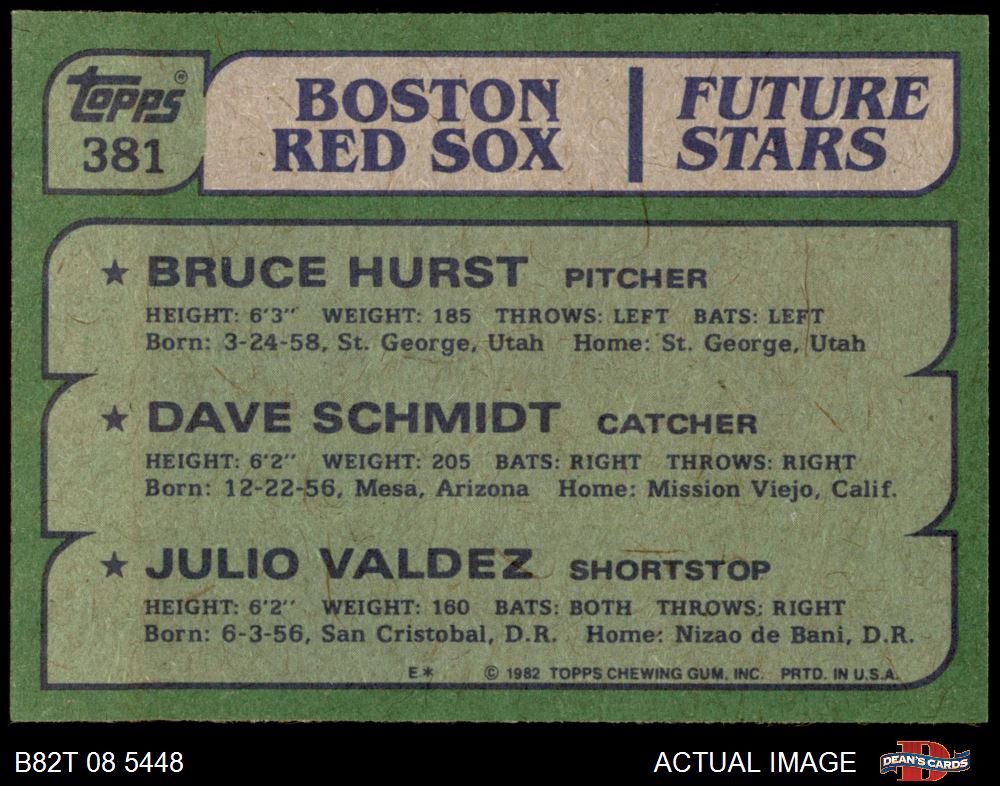 topps®
381
BOSTON
RED SOX
FUTURE
STARS
★ BRUCE HURST PITCHER
HEIGHT: 6'3" WEIGHT: 185 THROWS: LEFT BATS: LEFT
Born: 3-24-58, St. George, Utah Home: St. George, Utah
★ DAVE SCHMIDT CATCHER
HEIGHT: 6'2" WEIGHT: 205 BATS: RIGHT THROWS: RIGHT
Born: 12-22-56, Mesa, Arizona Home: Mission Viejo, Calif.
★ JULIO VALDEZ SHORTSTOP
HEIGHT: 6'2" WEIGHT: 160 BATS: BOTH THROWS: RIGHT
Born: 6-3-56, San Cristobal, D.R. Home: Nizao de Bani, D.R.
E* © 1982 TOPPS CHEWING GUM, INC. PRTD. IN U.S.A.
B82T 08 5448 ACTUAL IMAGE
D
DEAN'S CARDS